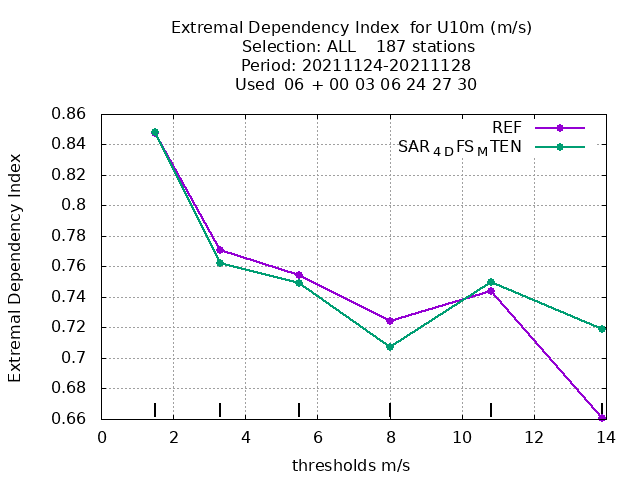 Extremal Dependency Index  for U10m (m/s)
Selection: ALL    187 stations
Period: 20211124-20211128
Used  06  + 00 03 06 24 27 30
REF
SAR4DFSMTEN
0.86
0.84
0.82
0.8
0.78
0.76
0.74
0.72
0.7
0.68
0.66
Extremal Dependency Index
0 2 4 6 8 10 12 14
thresholds m/s